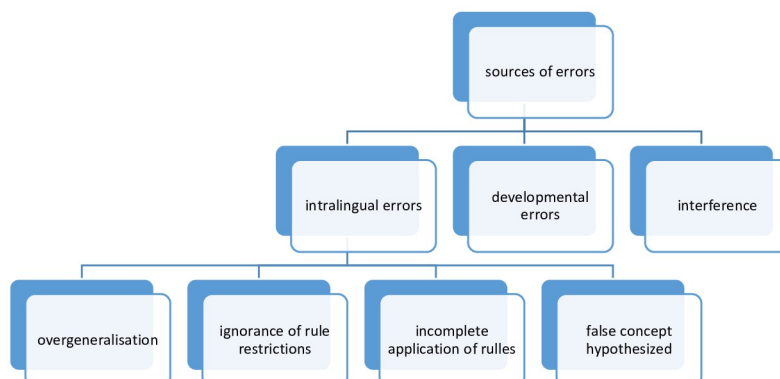 sources of errors
intralingual errors
developmental
errors
interference
overgeneralisation
ignorance of rule
restrictions
incomplete
application of rulles
false concept
hypothesized